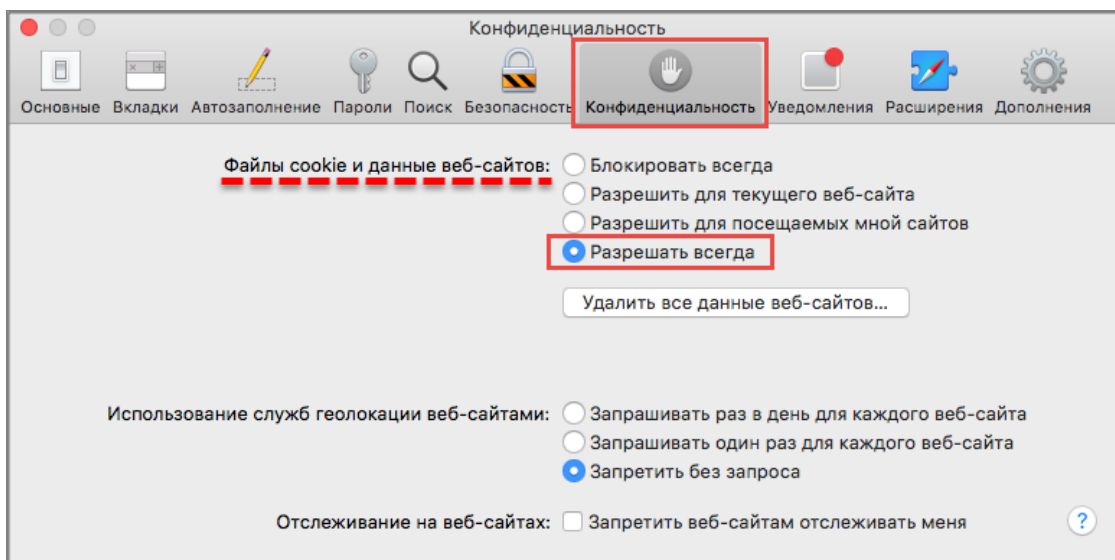 Конфиденциальность
Основные Вкладки Автозаполнение Пароли Поиск Безопасность Конфиденциальность Уведомления Расширения Дополнения
Файлы cookie и данные веб-сайтов: Блокировать всегда
Разрешить для текущего веб-сайта
Разрешить для посещаемых мной сайтов
Разрешать всегда
Удалить все данные веб-сайтов...
Использование служб геолокации веб-сайтами: Запрашивать раз в день для каждого веб-сайта
Запрашивать один раз для каждого веб-сайта
Запретить без запроса
Отслеживание на веб-сайтах: Запретить веб-сайтам отслеживать меня ?